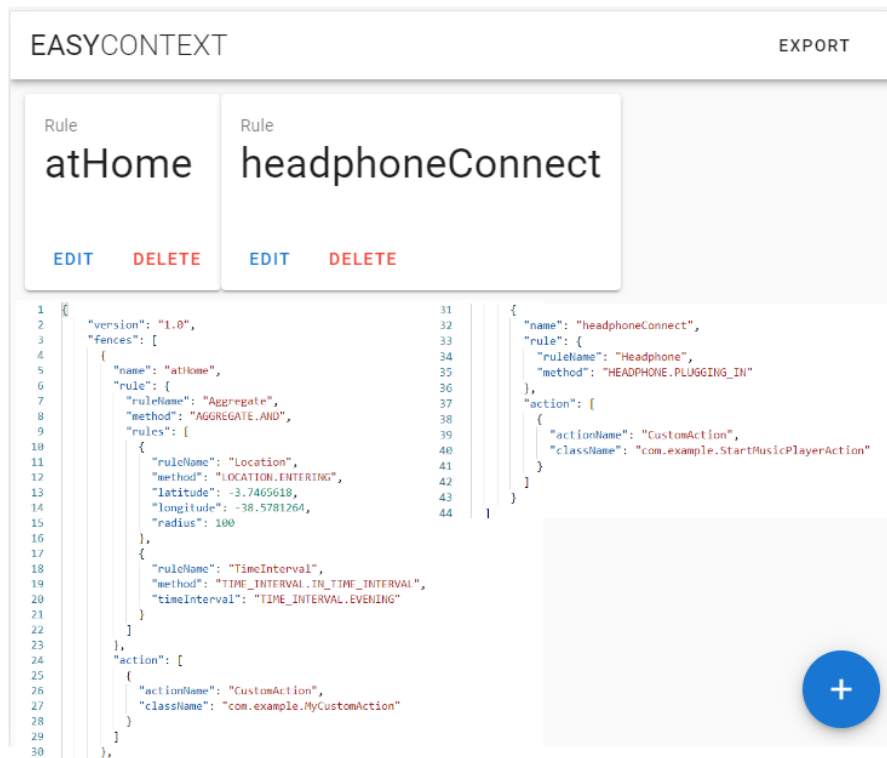 EASYCONTEXT
EXPORT
Rule
atHome
EDIT DELETE
Rule
headphoneConnect
EDIT DELETE
1 {
2 "version": "1.0",
3 "fences": [
4 {
5 "name": "atHome",
6 "rule": {
7 "ruleName": "Aggregate",
8 "method": "AGGREGATE.AND",
9 "rules": [
10 {
11 "ruleName": "Location",
12 "method": "LOCATION.ENTERING",
13 "latitude": -3.7465618,
14 "longitude": -38.5781264,
15 "radius": 100
16 },
17 {
18 "ruleName": "TimeInterval",
19 "method": "TIME_INTERVAL.IN_TIME_INTERVAL",
20 "timeInterval": "TIME_INTERVAL.EVENING"
21 }
22 ]
23 },
24 "action": [
25 {
26 "actionName": "CustomAction",
27 "className": "com.example.MyCustomAction"
28 }
29 ]
30 },
31 {
32 "name": "headphoneConnect",
33 "rule": {
34 "ruleName": "Headphone",
35 "method": "HEADPHONE.PLUGGING_IN"
36 },
37 "action": [
38 {
39 "actionName": "CustomAction",
40 "className": "com.example.StartMusicPlayerAction"
41 }
42 ]
43 }
44 ]
+